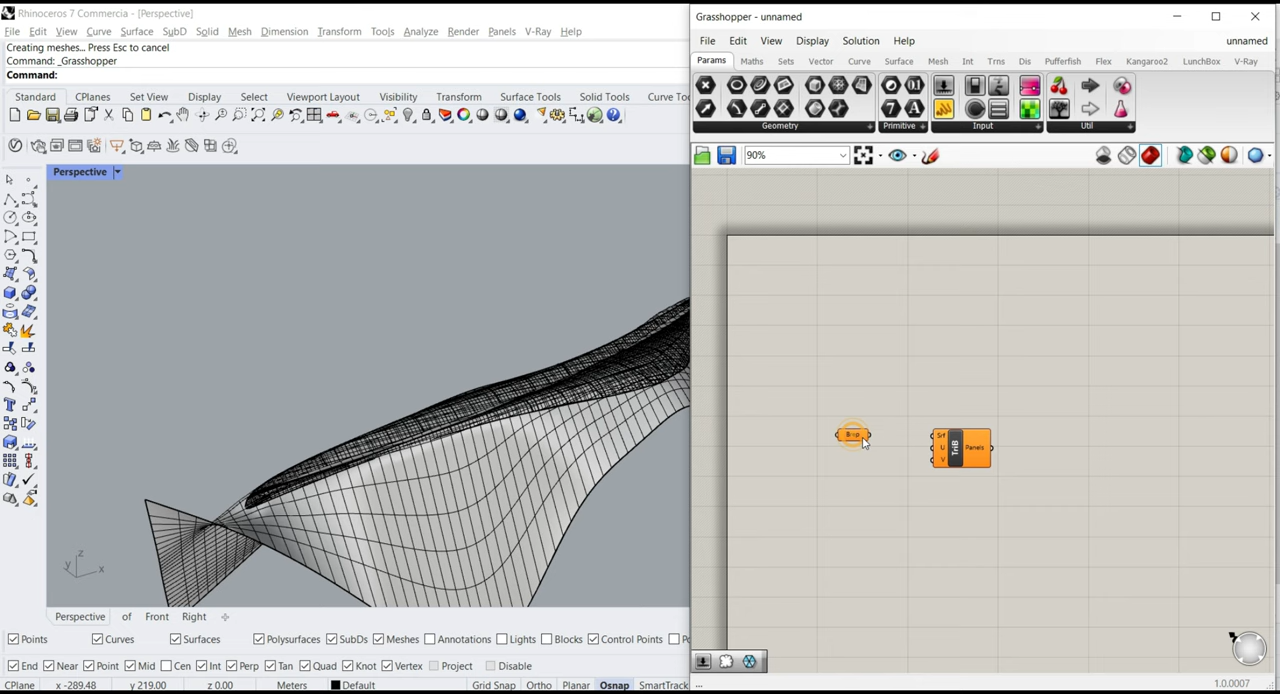 Rhinoceros 7 Commercia - [Perspective]
File Edit View Curve Surface SubD Solid Mesh Dimension Transform Tools Analyze Render Panels V-Ray Help
Creating meshes... Press Esc to cancel
Command: _Grasshopper
Command:
Standard CPlanes Set View Display Select Viewport Layout Visibility Transform Surface Tools Solid Tools Curve To
Perspective
z
y x
Perspective of Front Right
Points Curves Surfaces Polysurfaces SubDs Meshes Annotations Lights Blocks Control Points Po
End Near Point Mid Cen Int Perp Tan Quad Knot Vertex Project Disable
CPlane x -289.48 y 219.00 z 0.00 Meters Default Grid Snap Ortho Planar Osnap SmartTrack
Grasshopper - unnamed
File Edit View Display Solution Help unnamed
Params Maths Sets Vector Curve Surface Mesh Int Trns Dis Pufferfish Flex Kangaroo2 LunchBox V-Ray
Geometry Primitive Input Util
90%
Brep
Srf
U TriB Panels
V
...
1.0.0007